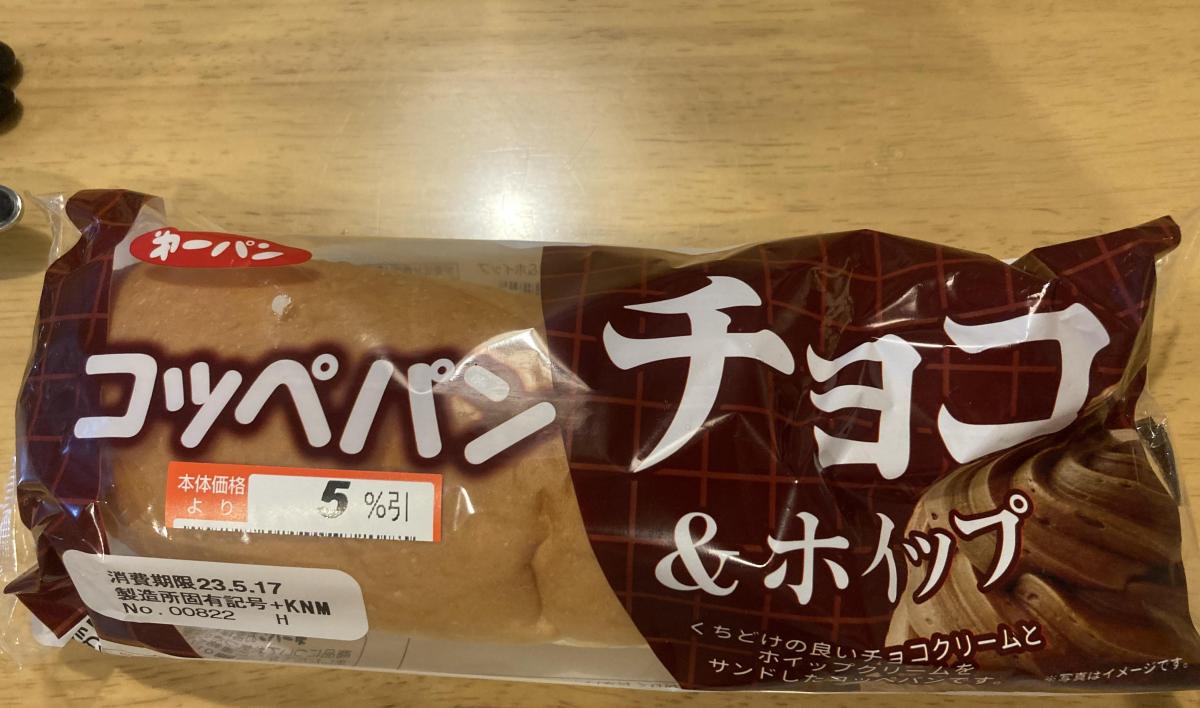 第一パン
コッペパン
チョコ
&ホイップ
本体価格
より
5 %引
消費期限23.5.17
製造所固有記号+KNM
No.00822 H
くちどけの良いチョコクリームと
ホイップクリームを
サンドしたコッペパンです。
※写真はイメージです。